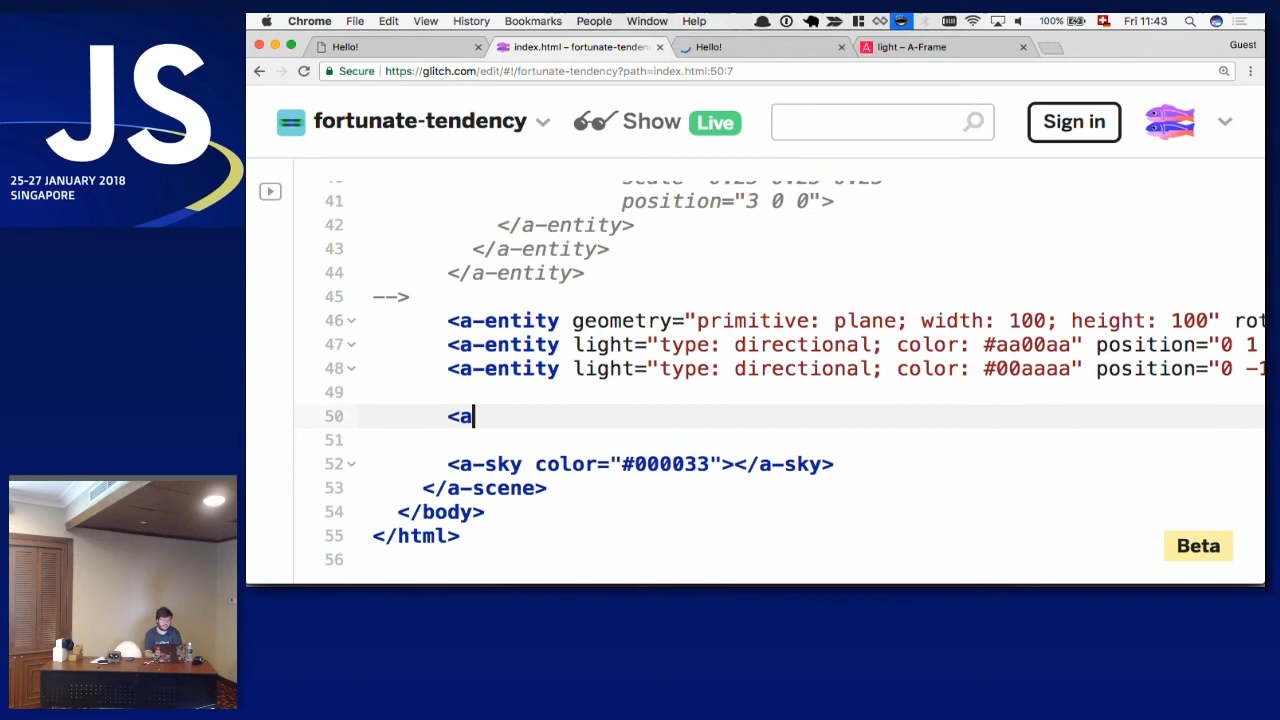 JS
25-27 JANUARY 2018
SINGAPORE
Chrome File Edit View History Bookmarks People Window Help 100% Fri 11:43
Hello! index.html – fortunate-tenden Hello! light – A-Frame Guest
Secure https://glitch.com/edit/#!/fortunate-tendency?path=index.html:50:7
fortunate-tendency Show Live Sign in
41 position="3 0 0">
42 </a-entity>
43 </a-entity>
44 </a-entity>
45 -->
46 <a-entity geometry="primitive: plane; width: 100; height: 100" rot
47 <a-entity light="type: directional; color: #aa00aa" position="0 1
48 <a-entity light="type: directional; color: #00aaaa" position="0 -1
49
50 <a
51
52 <a-sky color="#000033"></a-sky>
53 </a-scene>
54 </body>
55 </html>
56
Beta